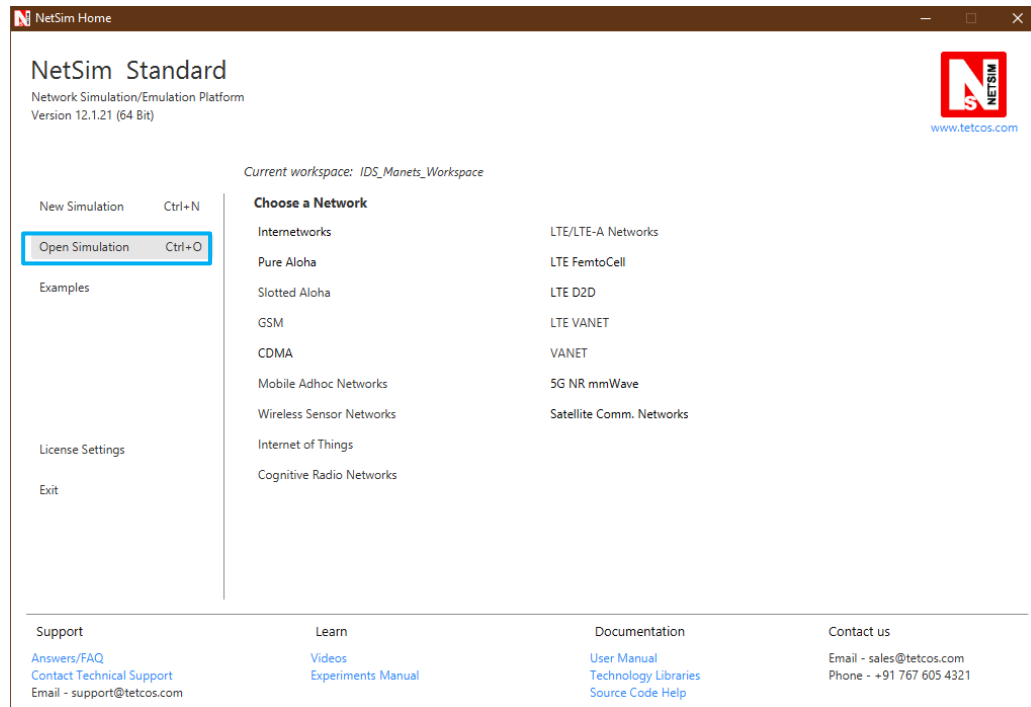 NetSim Home
NetSim Standard
Network Simulation/Emulation Platform
Version 12.1.21 (64 Bit)
NS
NETSIM
www.tetcos.com
Current workspace: IDS_Manets_Workspace
New Simulation Ctrl+N
Open Simulation Ctrl+O
Examples
License Settings
Exit
Choose a Network
Internetworks
Pure Aloha
Slotted Aloha
GSM
CDMA
Mobile Adhoc Networks
Wireless Sensor Networks
Internet of Things
Cognitive Radio Networks
LTE/LTE-A Networks
LTE FemtoCell
LTE D2D
LTE VANET
VANET
5G NR mmWave
Satellite Comm. Networks
Support
Answers/FAQ
Contact Technical Support
Email - support@tetcos.com
Learn
Videos
Experiments Manual
Documentation
User Manual
Technology Libraries
Source Code Help
Contact us
Email - sales@tetcos.com
Phone - +91 767 605 4321